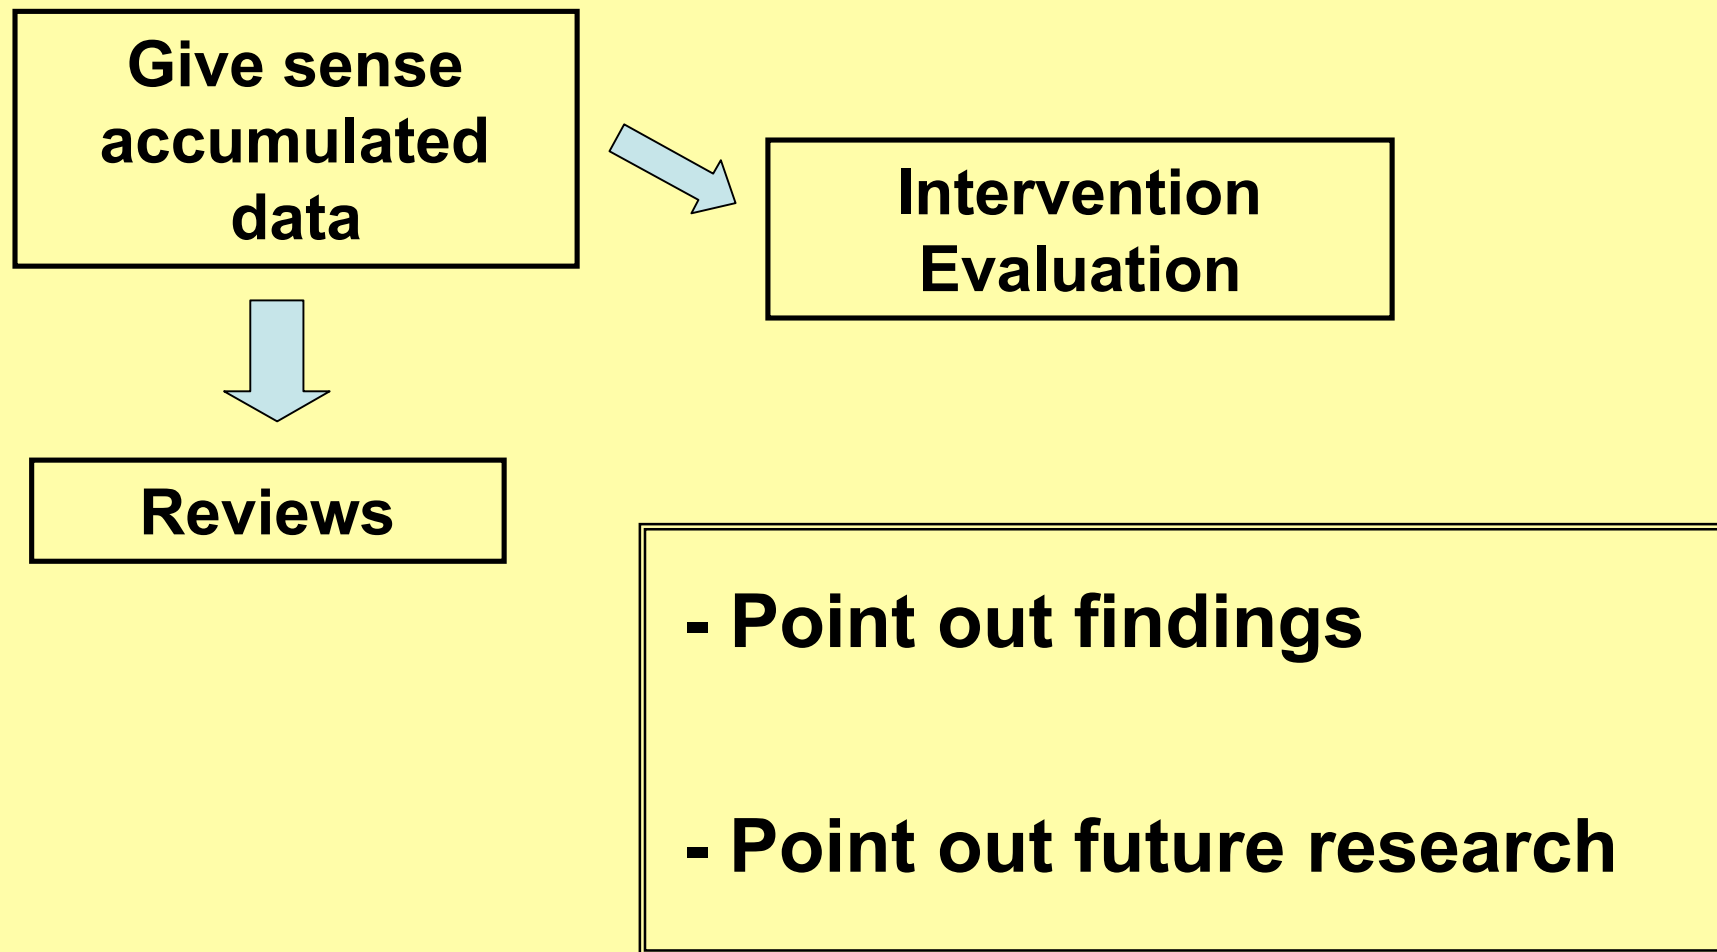 Give sense
accumulated
data
Intervention
Evaluation
Reviews
- Point out findings
- Point out future research